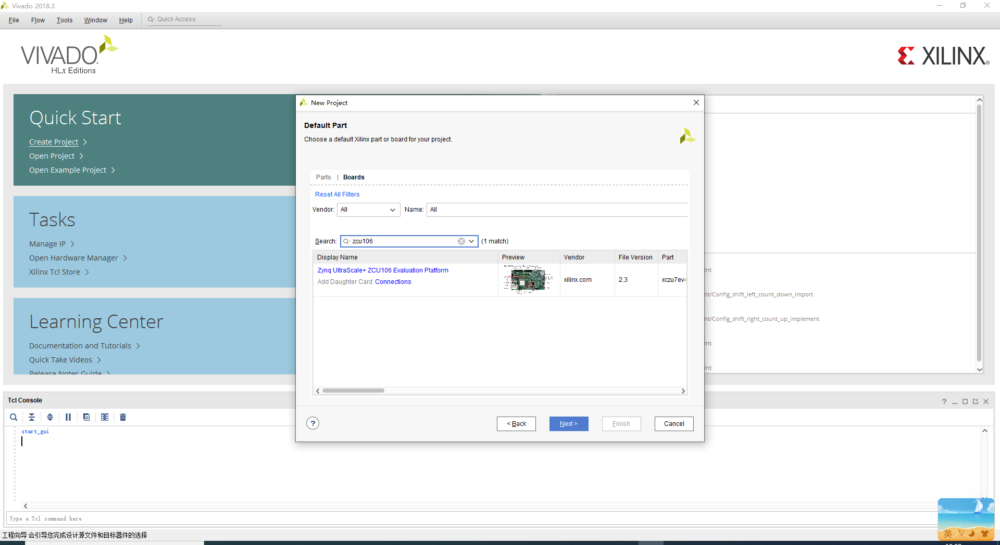 Vivado 2018.3
File Flow Tools Window Help Quick Access
VIVADO.
HLx Editions
XILINX®
Quick Start
Create Project
Open Project
Open Example Project
Tasks
Manage IP
Open Hardware Manager
Xilinx Tcl Store
Learning Center
Documentation and Tutorials
Quick Take Videos
Release Notes Guide
New Project
Default Part
Choose a default Xilinx part or board for your project.
Parts | Boards
Reset All Filters
Vendor: All Name: All
Search: zcu106 (1 match)
Display Name Preview Vendor File Version Part
Zynq UltraScale+ ZCU106 Evaluation Platform
Add Daughter Card Connections
xilinx.com 2.3 xczu7ev-
? < Back Next > Finish Cancel
int
nt/Config_shift_left_count_down_import
nt/Config_shift_right_count_up_implement
int
int
Tcl Console
start_gui
Type a Tcl command here
工程向导 会引导您完成设计源文件和目标器件的选择
英